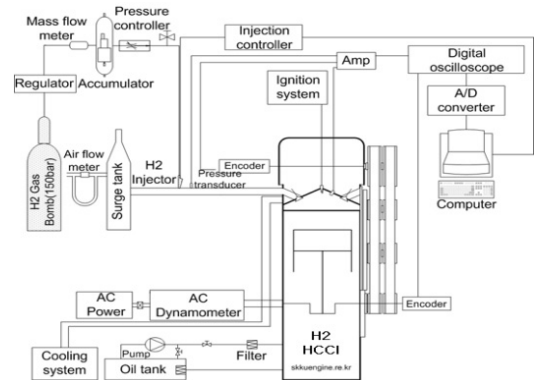 Pressure
controller
Mass flow
meter
Accumulator
Regulator
H2 Gas
Bomb(150bar)
Air flow
meter
Surge tank
H2
Injector
Pressure
transducer
Injection controller
Ignition
system
Amp
Digital
oscilloscope
A/D
converter
Computer
Encoder
Encoder
AC
Power
AC
Dynamometer
Cooling
system
Pump
Oil tank
Filter
H2
HCCI
skkuengine.re.kr